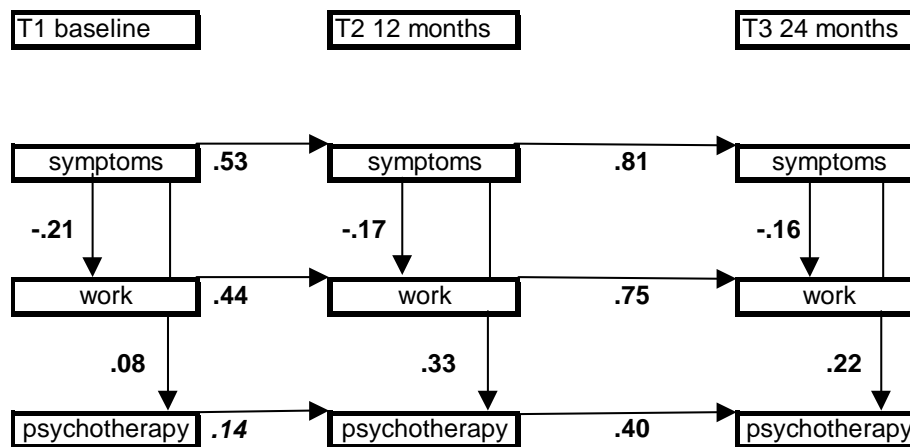 T1 baseline T2 12 months T3 24 months
symptoms .53 symptoms .81 symptoms
-.21 -.17 -.16
work .44 work .75 work
.08 .33 .22
psychotherapy .14 psychotherapy .40 psychotherapy